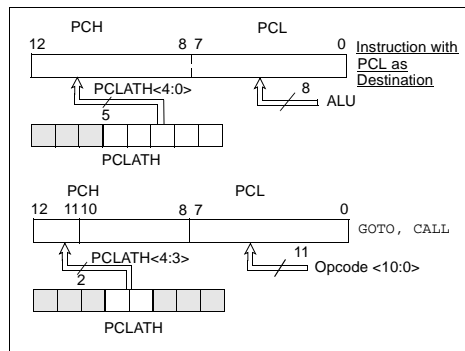 PCH PCL
12 8 7 0 Instruction with
PCL as
Destination
PCLATH<4:0> 8
5 ALU
PCLATH
PCH PCL
12 11 10 8 7 0
GOTO, CALL
PCLATH<4:3> 11
2 Opcode <10:0>
PCLATH